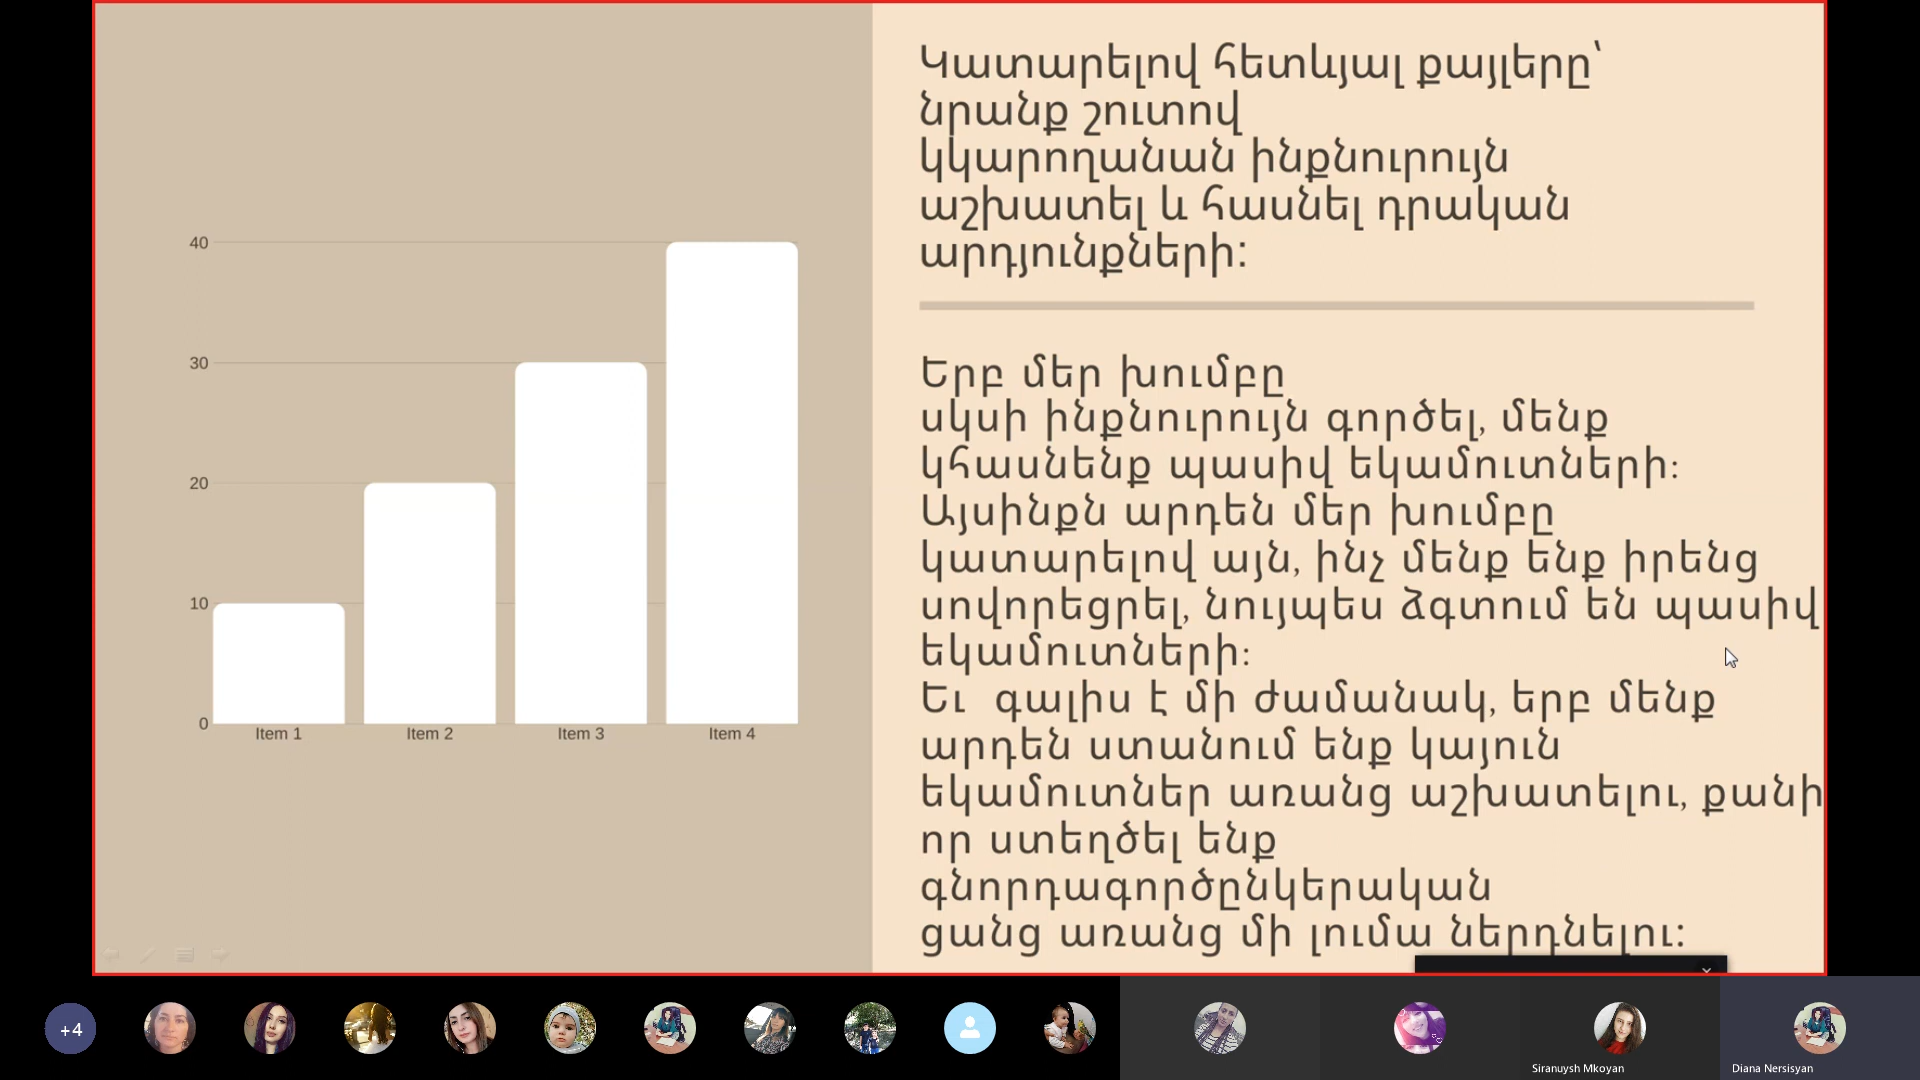 Կատարելով հետևյալ քայլերը՝
նրանք շուտով
կկարողանան ինքնուրույն
աշխատել և հասնել դրական
արդյունքների:
40
30
20
10
0
Item 1 Item 2 Item 3 Item 4
Երբ մեր խումբը
սկսի ինքնուրույն գործել, մենք
կհասնենք պասիվ եկամուտների:
Այսինքն արդեն մեր խումբը
կատարելով այն, ինչ մենք ենք իրենց
սովորեցրել, նույպես ձգտում են պասիվ
եկամուտների:
Եւ գալիս է մի ժամանակ, երբ մենք
արդեն ստանում ենք կայուն
եկամուտներ առանց աշխատելու, քանի
որ ստեղծել ենք
գնորդագործընկերական
ցանց առանց մի լումա ներդնելու:
+4
Siranuysh Mkoyan
Diana Nersisyan